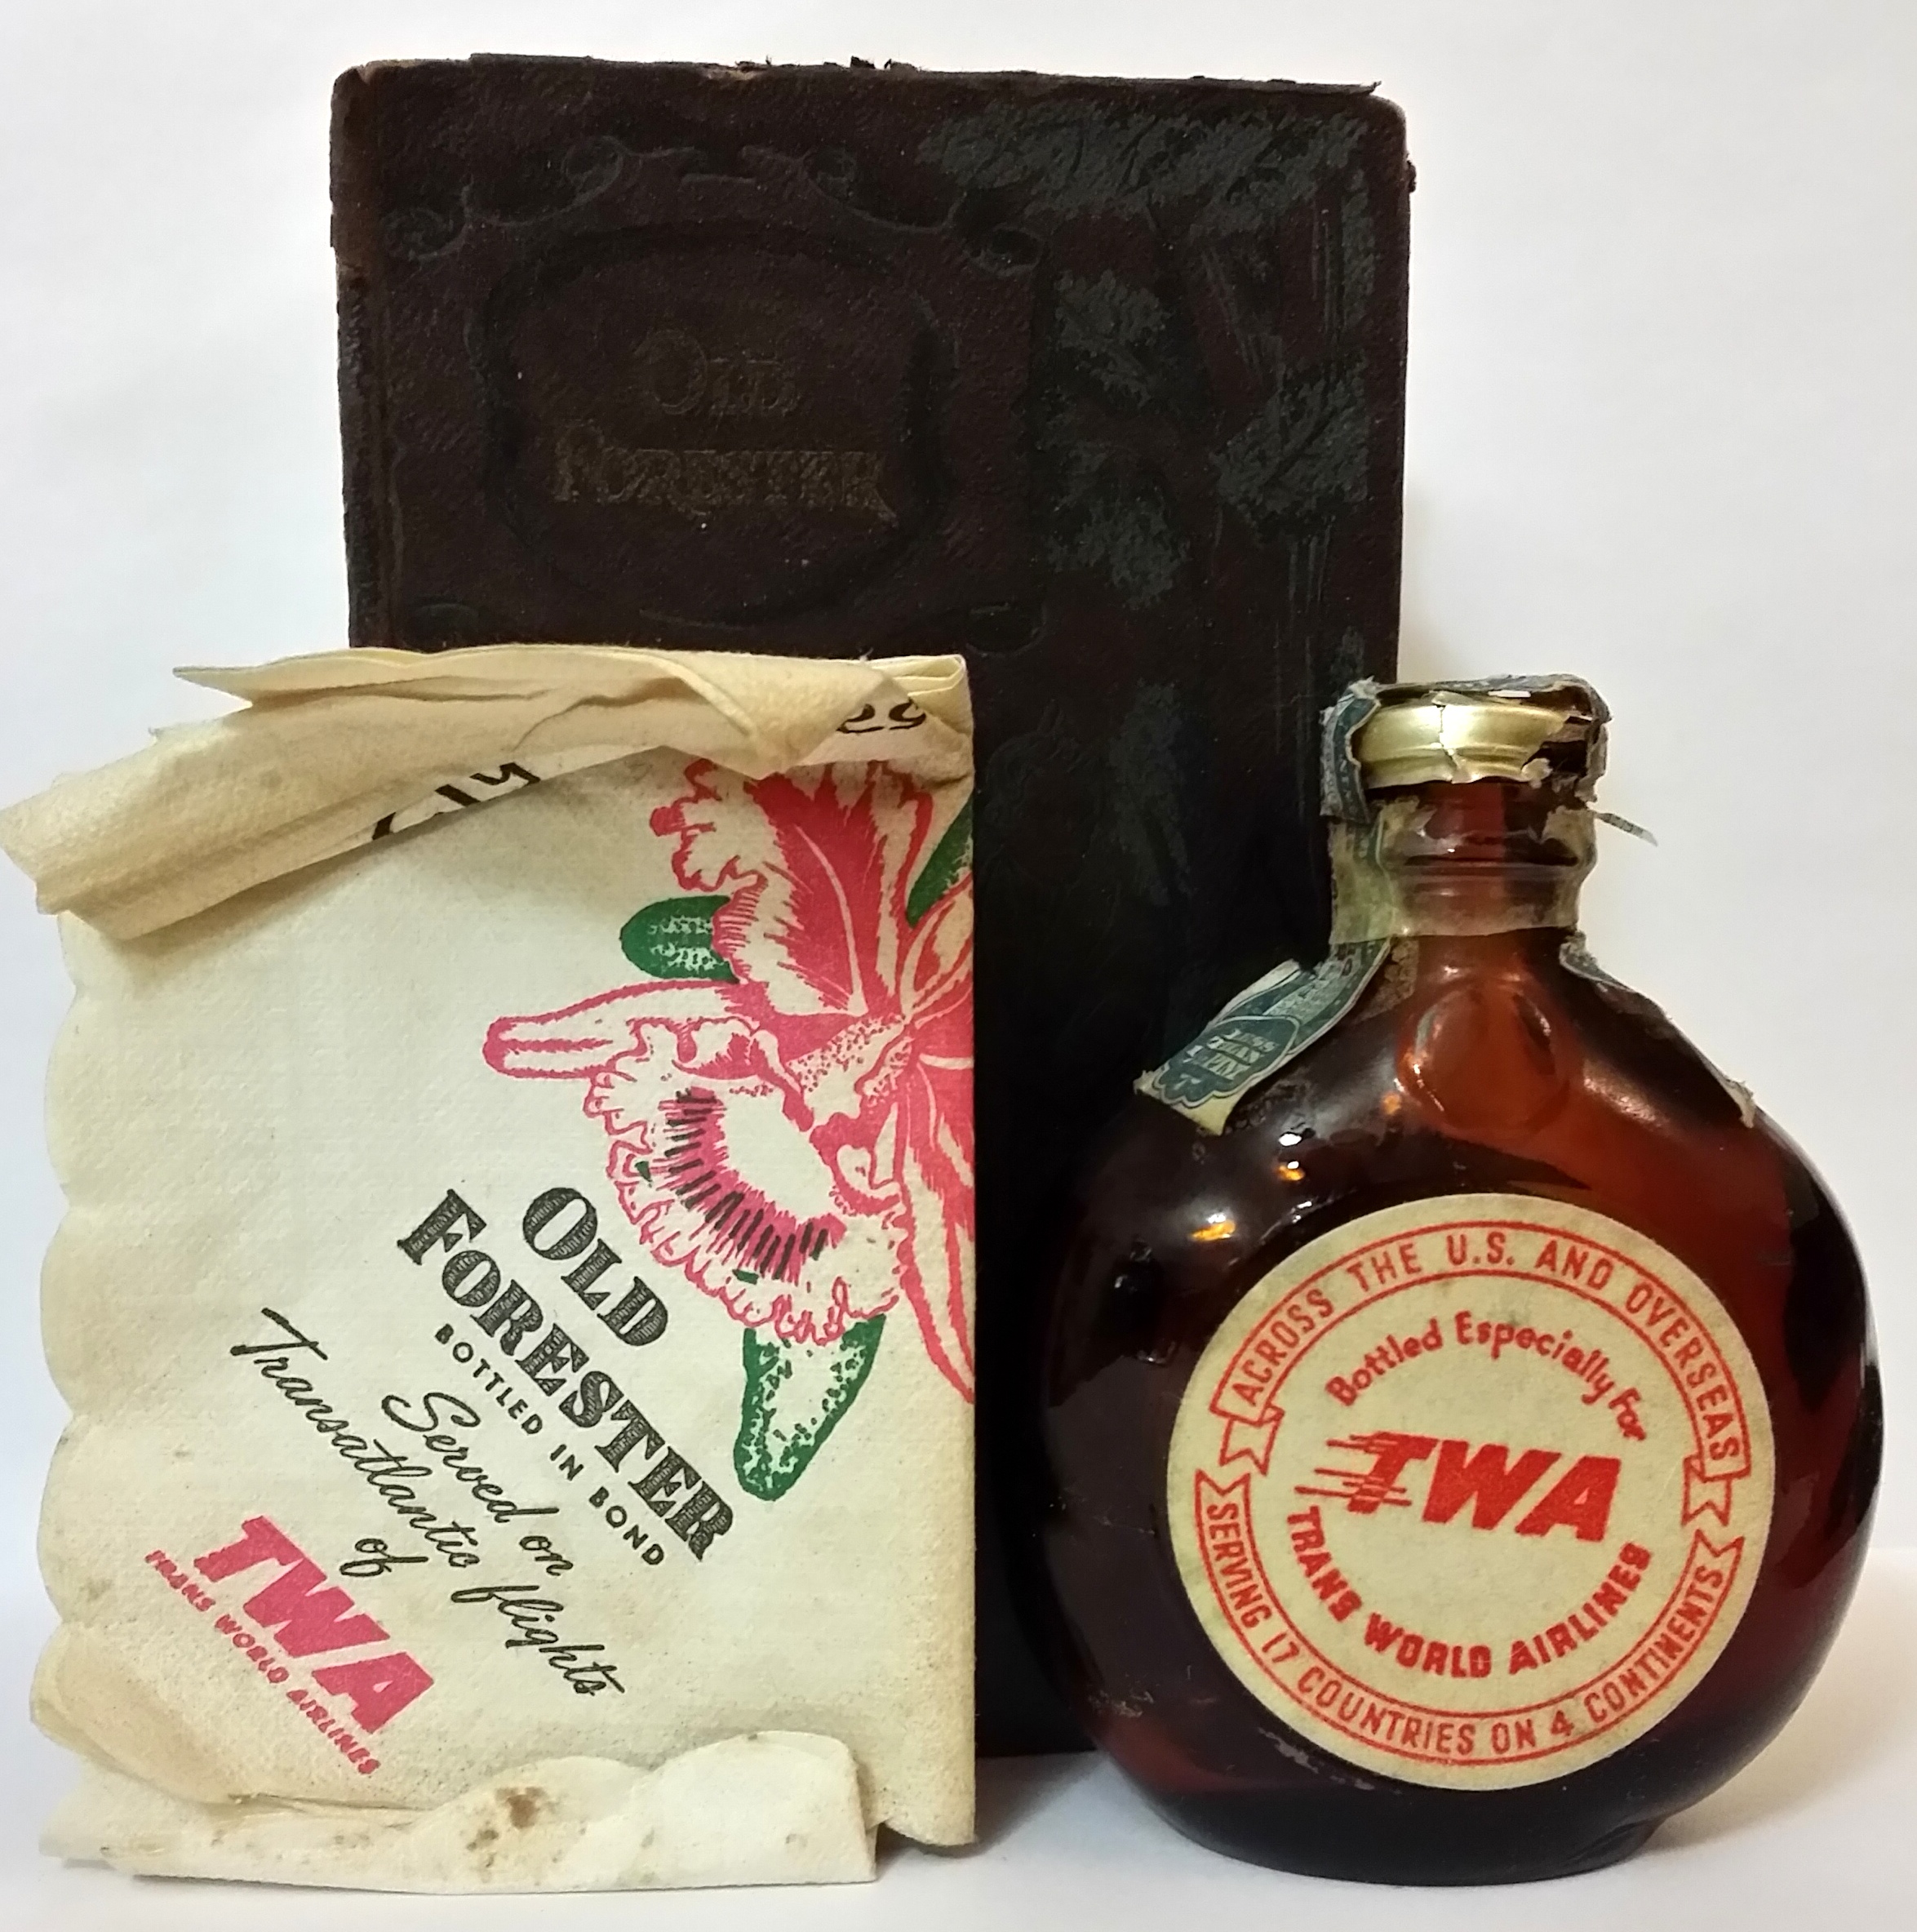 OLD
FORESTER
OLD
FORESTER
BOTTLED IN BOND
Served on
Transatlantic flights
of
TWA
TRANS WORLD AIRLINES
ACROSS THE U.S. AND OVERSEAS
Bottled Especially For
TWA
TRANS WORLD AIRLINES
SERVING 17 COUNTRIES ON 4 CONTINENTS